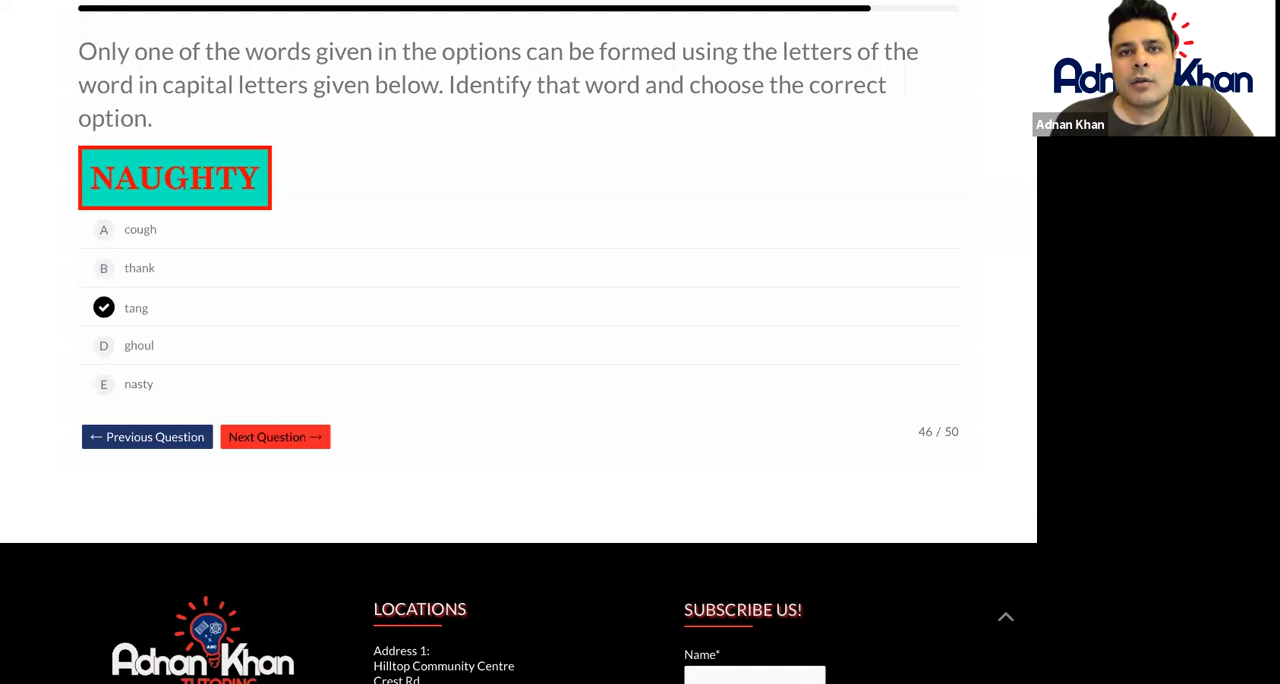 Only one of the words given in the options can be formed using the letters of the
word in capital letters given below. Identify that word and choose the correct
option.
NAUGHTY
A cough
B thank
tang
D ghoul
E nasty
← Previous Question Next Question →
46 / 50
Adnan Khan
Adnan Khan
LOCATIONS
Address 1:
Hilltop Community Centre
Crest Rd
SUBSCRIBE US!
Name*
Adnan Khan
TUTORING